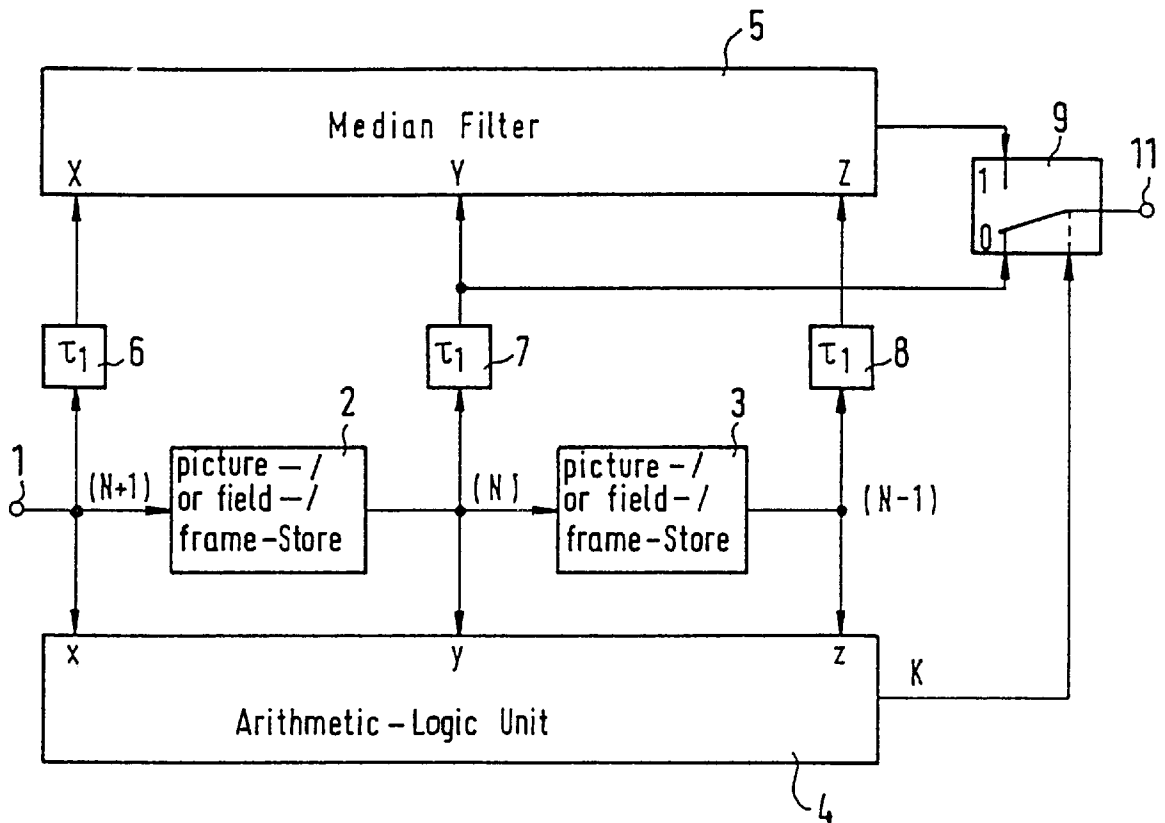 5
Median Filter
9
11
X Y Z
1
0
τ1 6
τ1 7
τ1 8
2
3
1
(N+1)
picture-/
or field-/
frame-Store
(N)
picture-/
or field-/
frame-Store
(N-1)
x y z
K
Arithmetic-Logic Unit
4